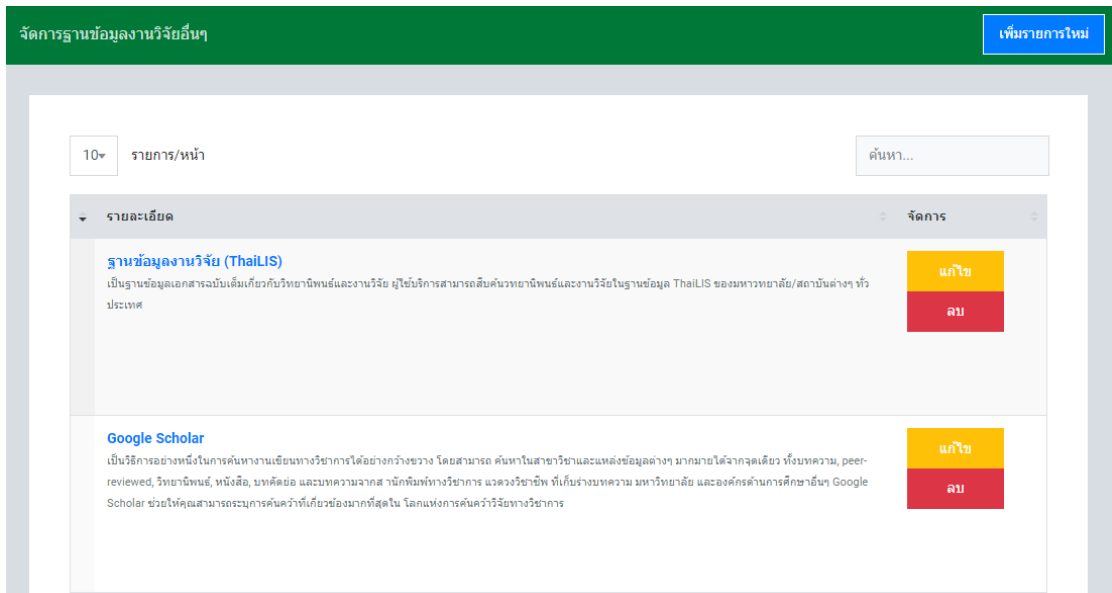 จัดการฐานข้อมูลงานวิจัยอื่นๆ
เพิ่มรายการใหม่
10 รายการ/หน้า
ค้นหา...
รายละเอียด
จัดการ
ฐานข้อมูลงานวิจัย (ThaiLIS)
เป็นฐานข้อมูลเอกสารฉบับเต็มเกี่ยวกับวิทยานิพนธ์และงานวิจัย ผู้ใช้บริการสามารถสืบค้นวทยานิพนธ์และงานวิจัยในฐานข้อมูล ThaiLIS ของมหาวทยาลัย/สถาบันต่างๆ ทั่ว
ประเทศ
แก้ไข
ลบ
Google Scholar
เป็นวิธีการอย่างหนึ่งในการค้นหางานเขียนทางวิชาการได้อย่างกว้างขวาง โดยสามารถ ค้นหาในสาขาวิชาและแหล่งข้อมูลต่างๆ มากมายได้จากจุดเดียว ทั้งบทความ, peer-
reviewed, วิทยานิพนธ์, หนังสือ, บทคัดย่อ และบทความจากส านักพิมพ์ทางวิชาการ แวดวงวิชาชีพ ที่เก็บร่างบทความ มหาวิทยาลัย และองค์กรด้านการศึกษาอื่นๆ Google
Scholar ช่วยให้คุณสามารถระบุการค้นคว้าที่เกี่ยวข้องมากที่สุดใน โลกแห่งการค้นคว้าวิจัยทางวิชาการ
แก้ไข
ลบ